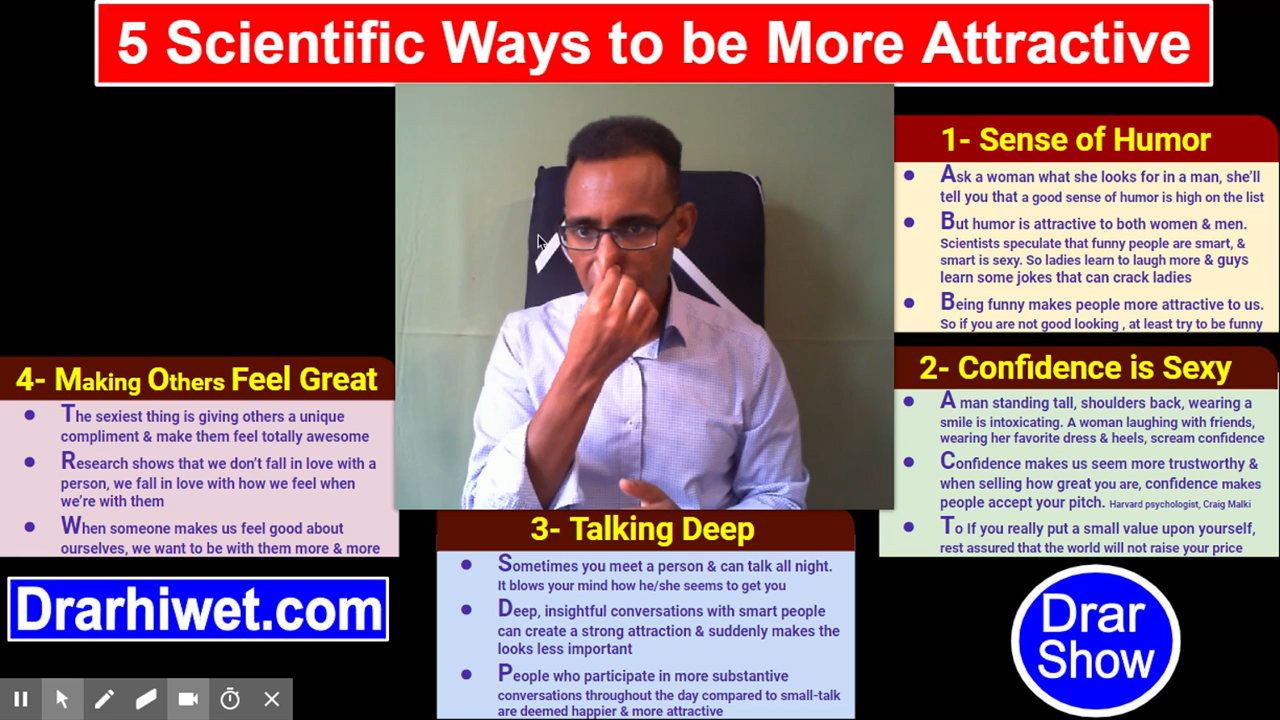 5 Scientific Ways to be More Attractive
1- Sense of Humor
Ask a woman what she looks for in a man, she'll
tell you that a good sense of humor is high on the list
But humor is attractive to both women & men.
Scientists speculate that funny people are smart, &
smart is sexy. So ladies learn to laugh more & guys
learn some jokes that can crack ladies
Being funny makes people more attractive to us.
So if you are not good looking , at least try to be funny
2- Confidence is Sexy
A man standing tall, shoulders back, wearing a
smile is intoxicating. A woman laughing with friends,
wearing her favorite dress & heels, scream confidence
Confidence makes us seem more trustworthy &
when selling how great you are, confidence makes
people accept your pitch. Harvard psychologist, Craig Malki
To If you really put a small value upon yourself,
rest assured that the world will not raise your price
3- Talking Deep
Sometimes you meet a person & can talk all night.
It blows your mind how he/she seems to get you
Deep, insightful conversations with smart people
can create a strong attraction & suddenly makes the
looks less important
People who participate in more substantive
conversations throughout the day compared to small-talk
are deemed happier & more attractive
4- Making Others Feel Great
The sexiest thing is giving others a unique
compliment & make them feel totally awesome
Research shows that we don't fall in love with a
person, we fall in love with how we feel when
we're with them
When someone makes us feel good about
ourselves, we want to be with them more & more
Drarhiwet.com
Drar
Show